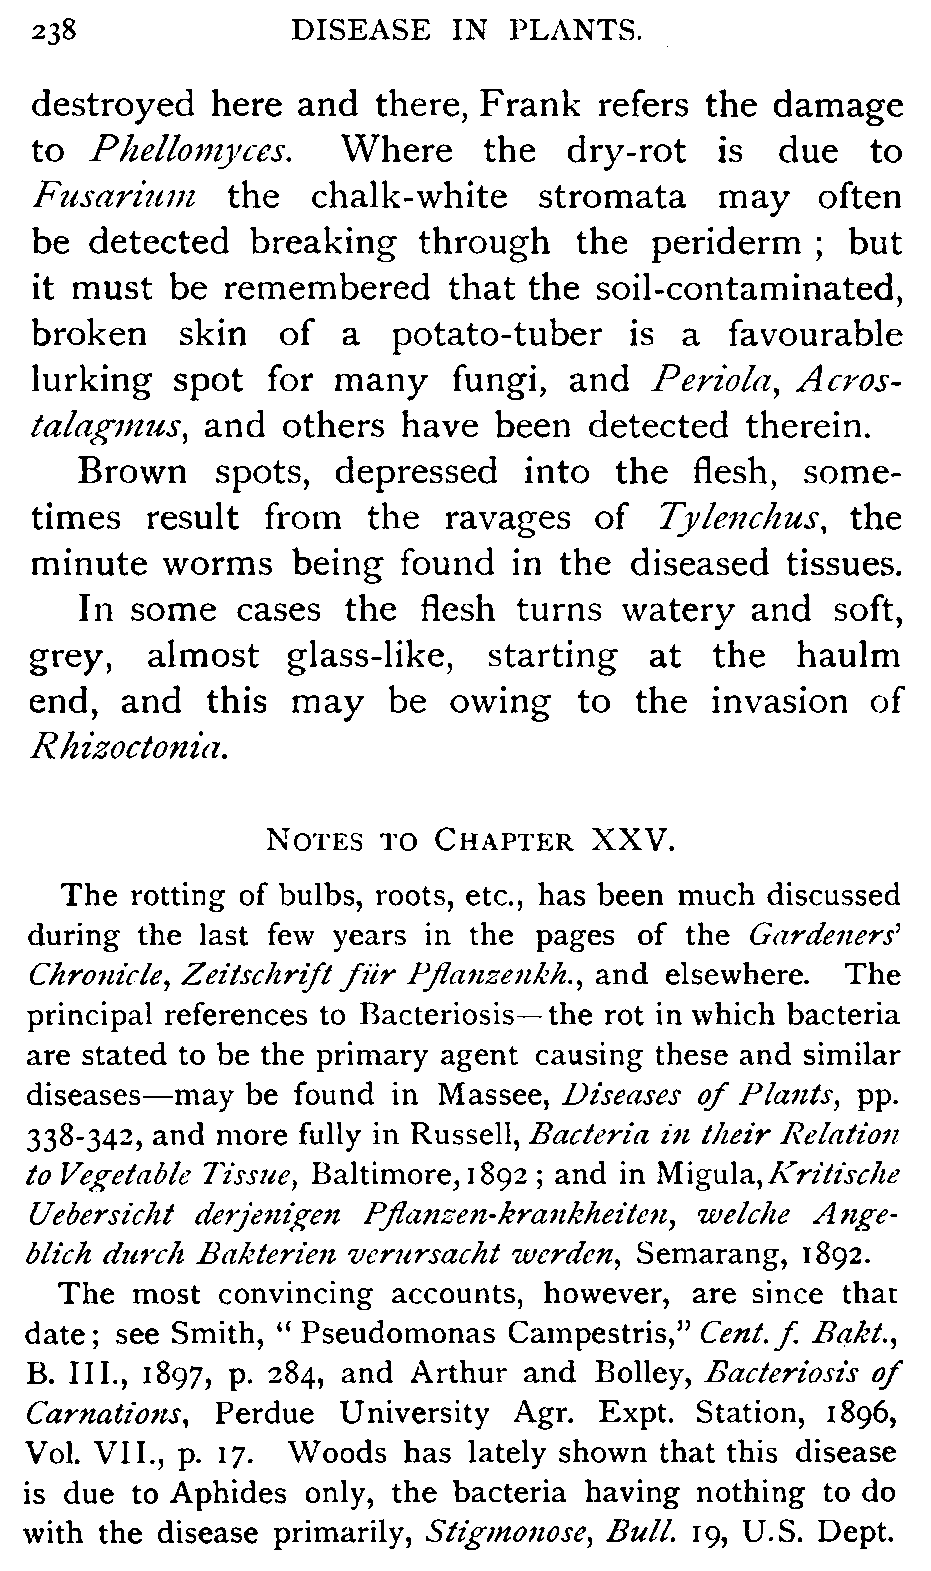 238 DISEASE IN PLANTS.
destroyed here and there, Frank refers the damage
to Phellomyces. Where the dry-rot is due to
Fusarium the chalk-white stromata may often
be detected breaking through the periderm ; but
it must be remembered that the soil-contaminated,
broken skin of a potato-tuber is a favourable
lurking spot for many fungi, and Periola, Acros-
talagmus, and others have been detected therein.
Brown spots, depressed into the flesh, some-
times result from the ravages of Tylenchus, the
minute worms being found in the diseased tissues.
In some cases the flesh turns watery and soft,
grey, almost glass-like, starting at the haulm
end, and this may be owing to the invasion of
Rhizoctonia.
NOTES TO CHAPTER XXV.
The rotting of bulbs, roots, etc., has been much discussed
during the last few years in the pages of the Gardeners'
Chronicle, Zeitschrift für Pflanzenkh., and elsewhere. The
principal references to Bacteriosis—the rot in which bacteria
are stated to be the primary agent causing these and similar
diseases—may be found in Massee, Diseases of Plants, pp.
338-342, and more fully in Russell, Bacteria in their Relation
to Vegetable Tissue, Baltimore, 1892 ; and in Migula, Kritische
Uebersicht derjenigen Pflanzen-krankheiten, welche Ange-
blich durch Bakterien verursacht werden, Semarang, 1892.
The most convincing accounts, however, are since that
date ; see Smith, "Pseudomonas Campestris," Cent. f. Bakt.,
B. III., 1897, p. 284, and Arthur and Bolley, Bacteriosis of
Carnations, Perdue University Agr. Expt. Station, 1896,
Vol. VII., p. 17. Woods has lately shown that this disease
is due to Aphides only, the bacteria having nothing to do
with the disease primarily, Stigmonose, Bull. 19, U.S. Dept.